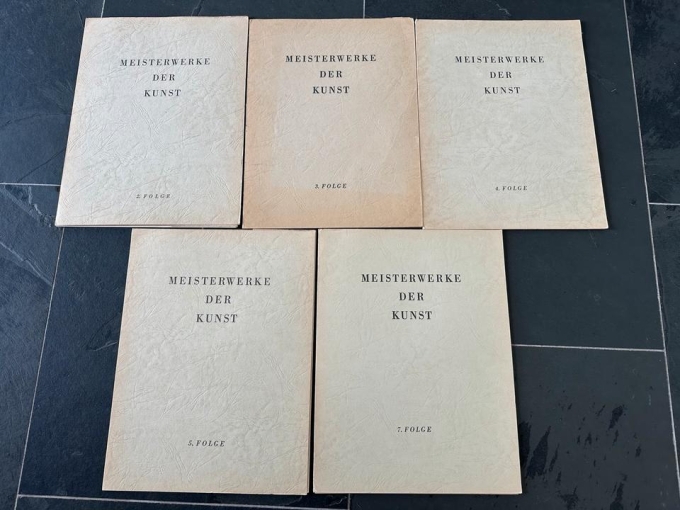 MEISTERWERKE
DER
KUNST
2. FOLGE
MEISTERWERKE
DER
KUNST
3. FOLGE
MEISTERWERKE
DER
KUNST
4. FOLGE
MEISTERWERKE
DER
KUNST
5. FOLGE
MEISTERWERKE
DER
KUNST
7. FOLGE